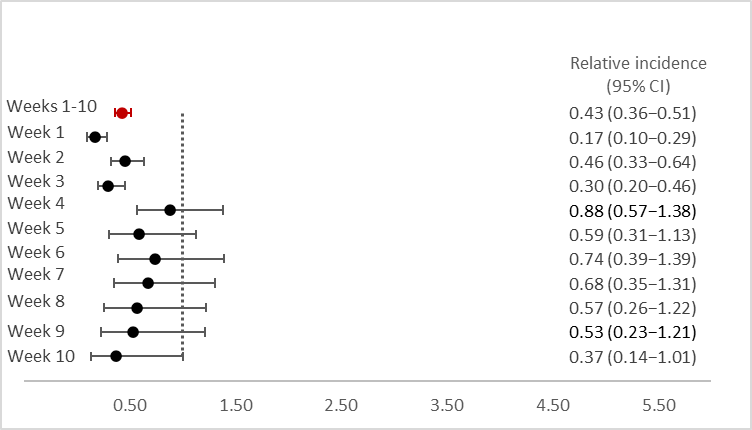 Relative incidence
(95% CI)
Weeks 1-10 0.43 (0.36−0.51)
Week 1 0.17 (0.10−0.29)
Week 2 0.46 (0.33−0.64)
Week 3 0.30 (0.20−0.46)
Week 4 0.88 (0.57−1.38)
Week 5 0.59 (0.31−1.13)
Week 6 0.74 (0.39−1.39)
Week 7 0.68 (0.35−1.31)
Week 8 0.57 (0.26−1.22)
Week 9 0.53 (0.23−1.21)
Week 10 0.37 (0.14−1.01)
0.50 1.50 2.50 3.50 4.50 5.50